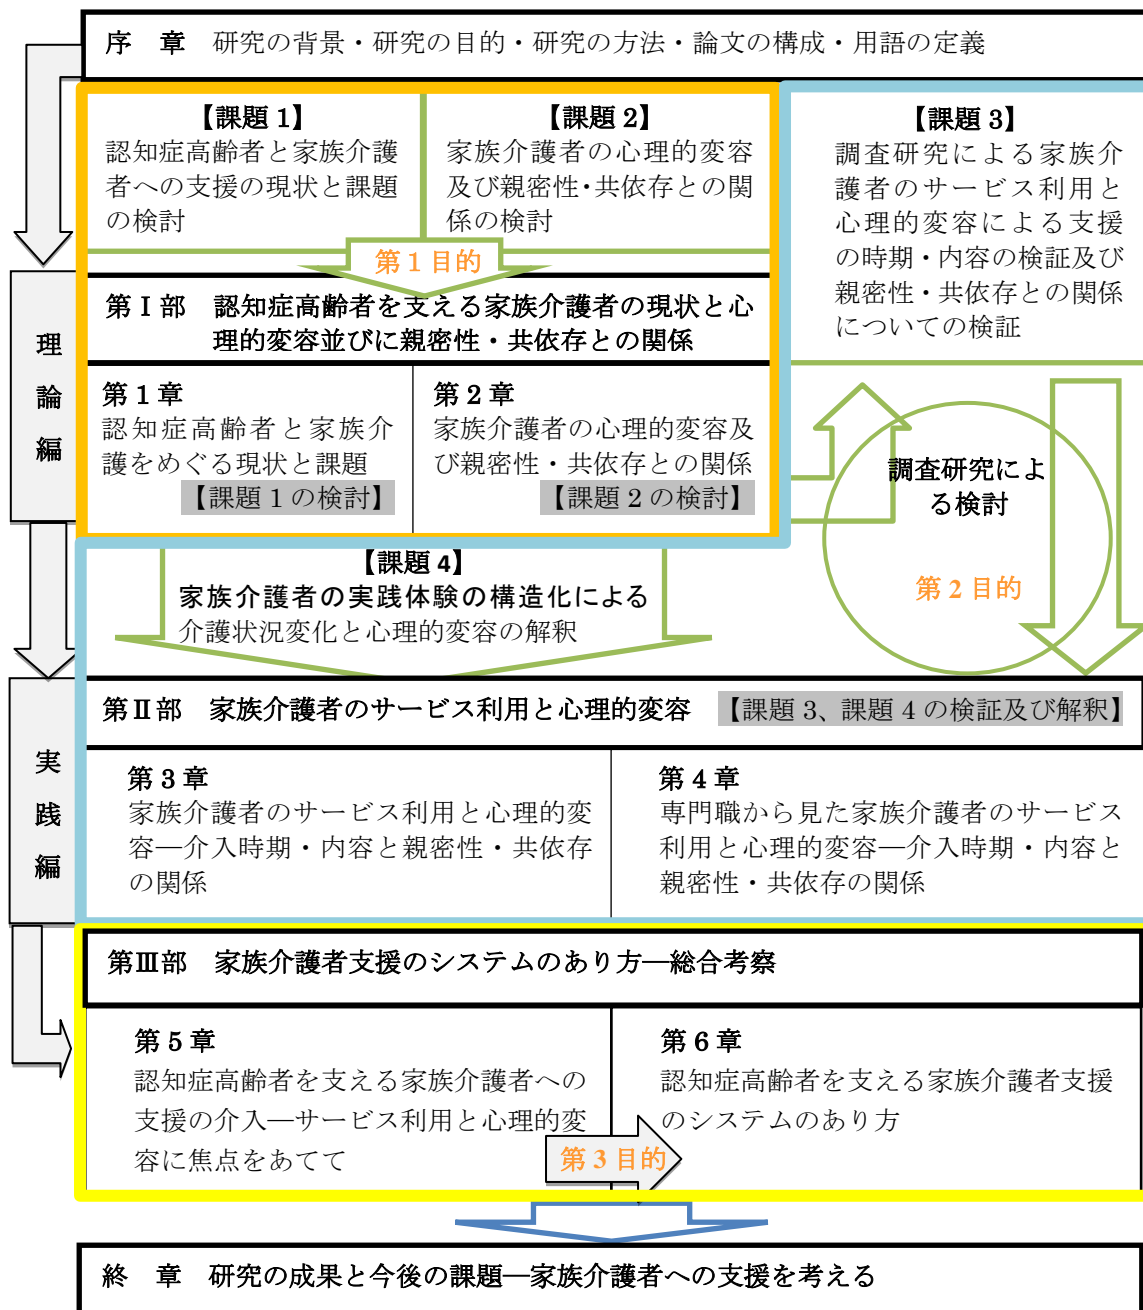 序　章　研究の背景・研究の目的・研究の方法・論文の構成・用語の定義
【課題 1】
認知症高齢者と家族介護
者への支援の現状と課題
の検討
【課題 2】
家族介護者の心理的変容
及び親密性・共依存との関
係の検討
【課題 3】
調査研究による家族介
護者のサービス利用と
心理的変容による支援
の時期・内容の検証及び
親密性・共依存との関係
についての検証
第 1 目的
理論編
第Ⅰ部　認知症高齢者を支える家族介護者の現状と心
理的変容並びに親密性・共依存との関係
第 1 章
認知症高齢者と家族介
護をめぐる現状と課題
【課題 1 の検討】
第 2 章
家族介護者の心理的変容及
び親密性・共依存との関係
【課題 2 の検討】
調査研究によ
る検討
第 2 目的
【課題 4】
家族介護者の実践体験の構造化による
介護状況変化と心理的変容の解釈
実践編
第Ⅱ部　家族介護者のサービス利用と心理的変容　【課題 3、課題 4 の検証及び解釈】
第 3 章
家族介護者のサービス利用と心理的変
容―介入時期・内容と親密性・共依存
の関係
第 4 章
専門職から見た家族介護者のサービス
利用と心理的変容―介入時期・内容と
親密性・共依存の関係
第Ⅲ部　家族介護者支援のシステムのあり方―総合考察
第 5 章
認知症高齢者を支える家族介護者への
支援の介入―サービス利用と心理的変
容に焦点をあてて
第 6 章
認知症高齢者を支える家族介護者支援
のシステムのあり方
第 3 目的
終　章　研究の成果と今後の課題―家族介護者への支援を考える